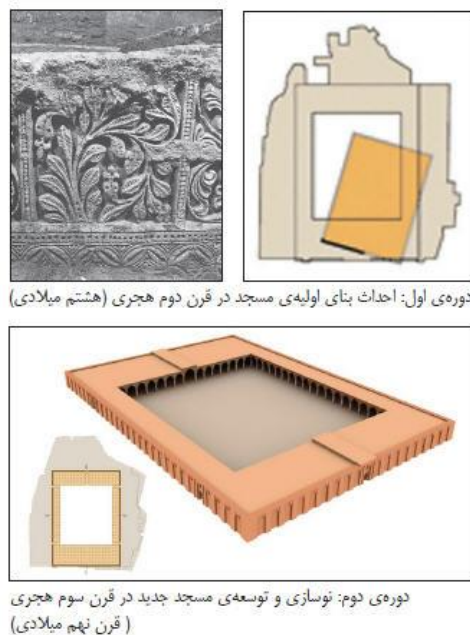 دوره‌ی اول: احداث بنای اولیه‌ی مسجد در قرن دوم هجری (هشتم میلادی)
دوره‌ی دوم: نوسازی و توسعه‌ی مسجد جدید در قرن سوم هجری
( قرن نهم میلادی)